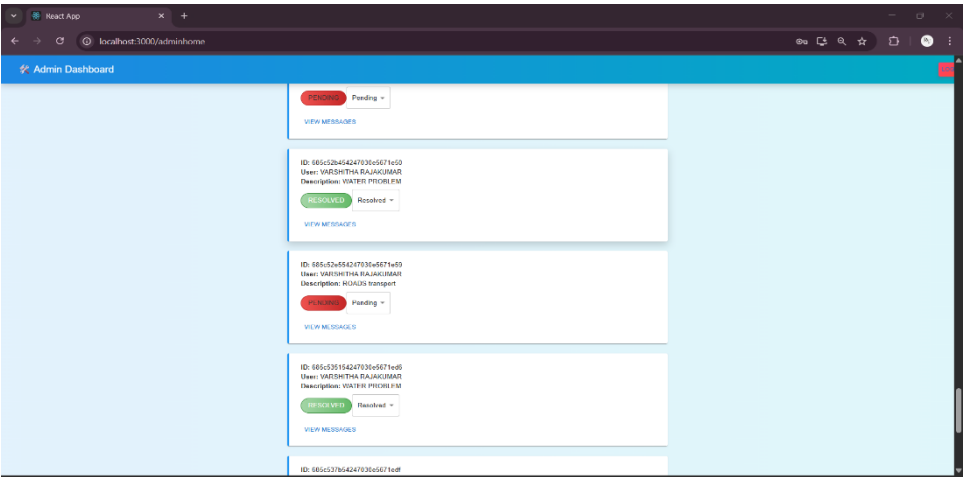 React App
localhost:3000/adminhome
Admin Dashboard
PENDING Pending
VIEW MESSAGES
ID: 685c52b454247030e5671e50
User: VARSHITHA RAJAKUMAR
Description: WATER PROBLEM
RESOLVED Resolved
VIEW MESSAGES
ID: 685c52e554247030e5671e59
User: VARSHITHA RAJAKUMAR
Description: ROADS transport
PENDING Pending
VIEW MESSAGES
ID: 685c535154247030e5671ed6
User: VARSHITHA RAJAKUMAR
Description: WATER PROBLEM
RESOLVED Resolved
VIEW MESSAGES
ID: 685c537b54247030e5671edf